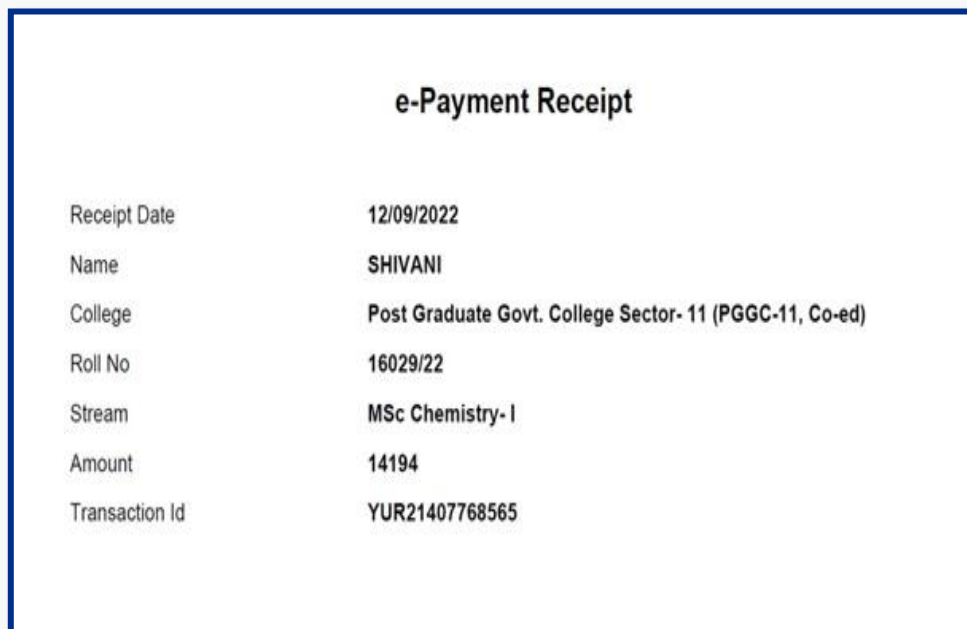 e-Payment Receipt
Receipt Date 12/09/2022
Name SHIVANI
College Post Graduate Govt. College Sector- 11 (PGGC-11, Co-ed)
Roll No 16029/22
Stream MSc Chemistry- I
Amount 14194
Transaction Id YUR21407768565